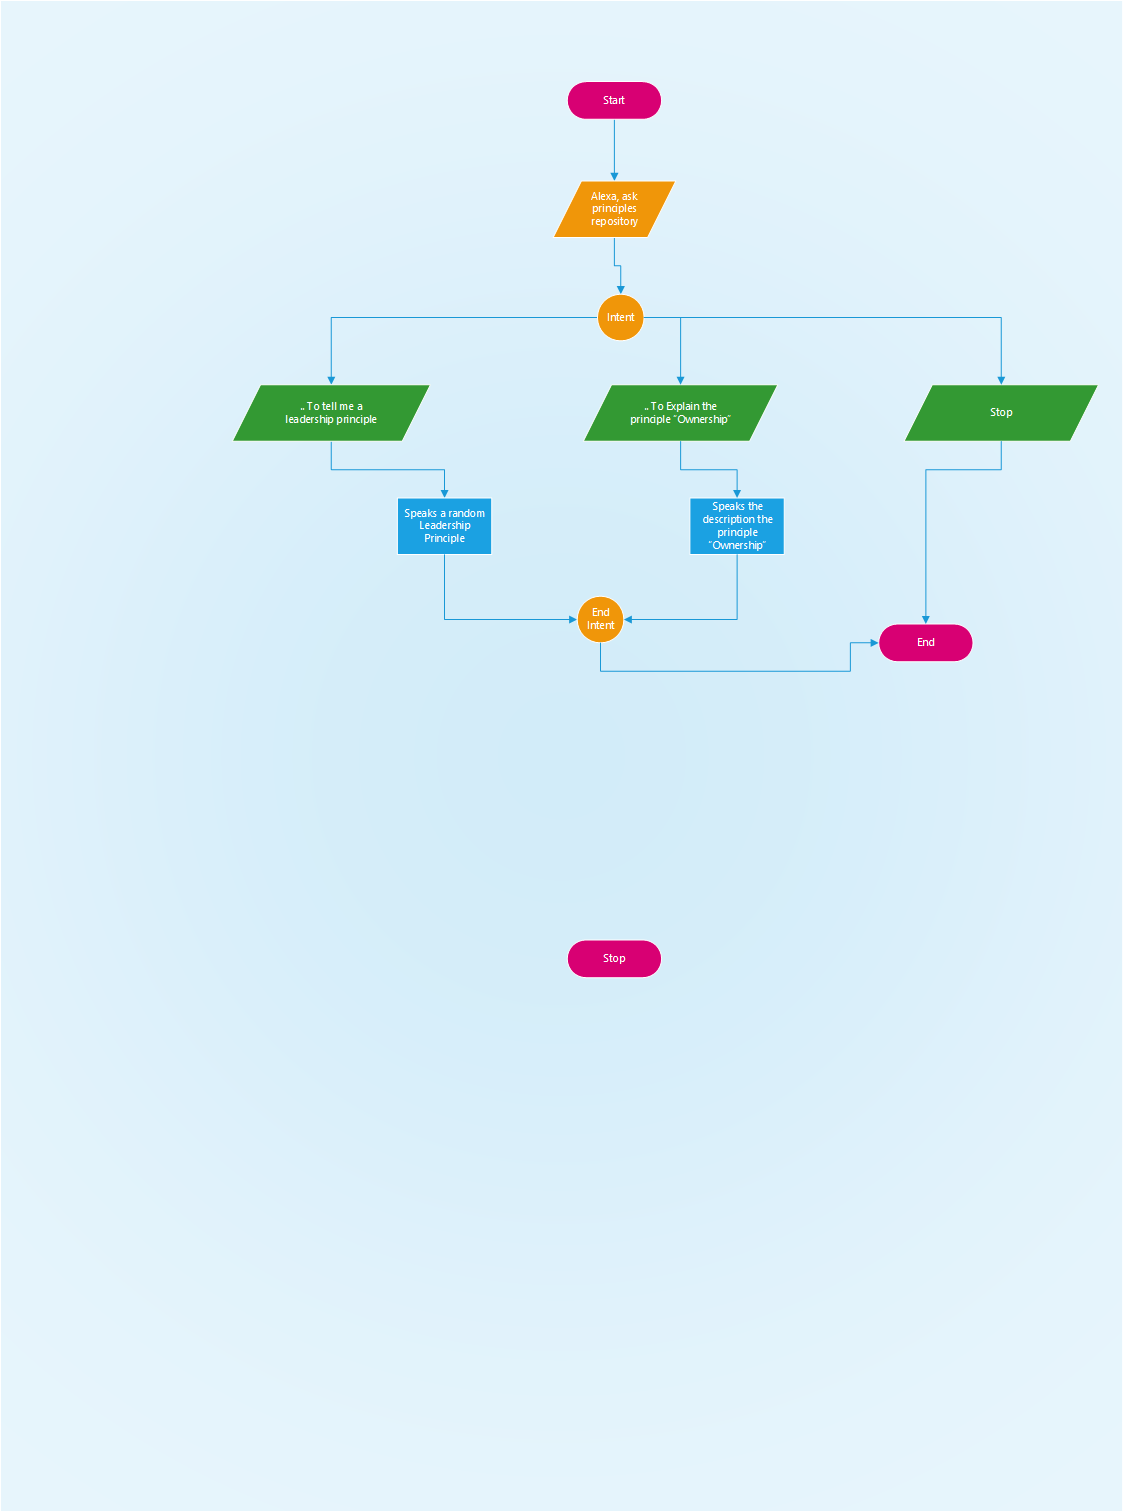 Start
Alexa, ask
principles
repository
Intent
.. To tell me a
leadership principle
.. To Explain the
principle "Ownership"
Stop
Speaks a random
Leadership
Principle
Speaks the
description the
principle
"Ownership"
End
Intent
End
Stop